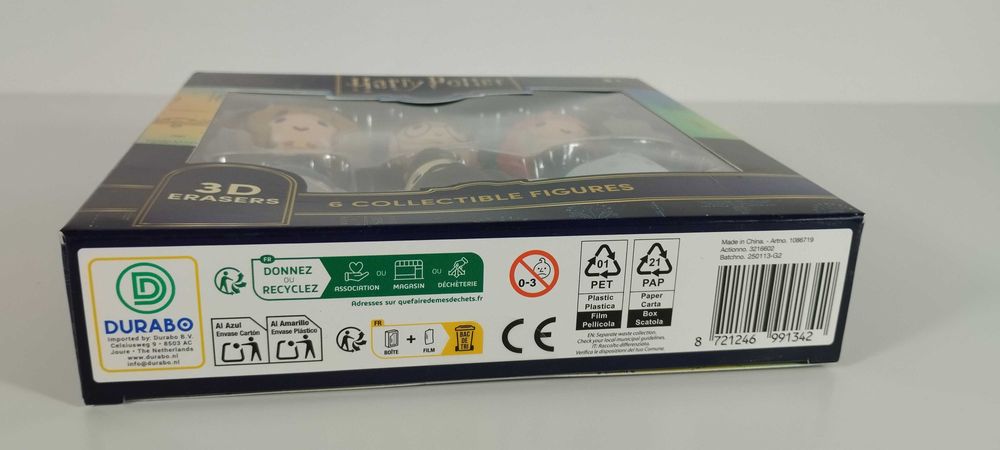 Harry Potter
3D
ERASERS
6 COLLECTIBLE FIGURES
DURABO
Imported by: Durabo B.V.
Celsiusweg 9 - 8503 AC
Joure - The Netherlands
www.durabo.nl
info@durabo.nl
FR
DONNEZ
OU
RECYCLEZ
ASSOCIATION
OU
MAGASIN
OU
DÉCHÈTERIE
Adresses sur quefairedemesdechets.fr
Al Azul
Envase Cartón
Al Amarillo
Envase Plástico
FR
BOÎTE
+
FILM
BAC
DE
TRI
0-3
CE
01
PET
Plastic
Plastica
Film
Pellicola
21
PAP
Paper
Carta
Box
Scatola
EN: Separate waste collection.
Check your local municipal guidelines.
IT: Raccolta differenziata.
Verifica le disposizioni del tuo Comune.
Made in China. - Artno. 1086719
Actionno. 3216602
Batchno. 250113-G2
8 721246 991342